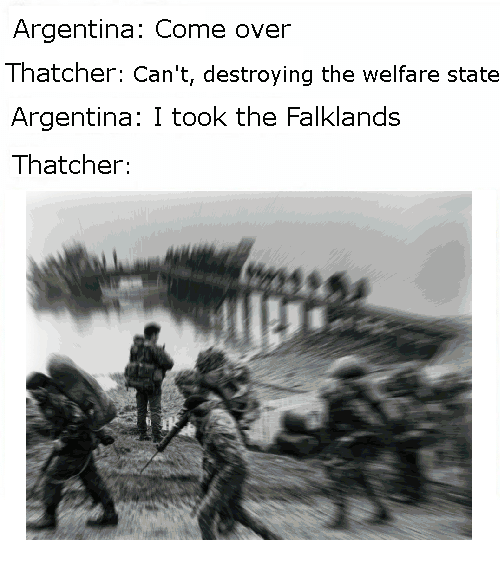 Argentina: Come over
Thatcher: Can't, destroying the welfare state
Argentina: I took the Falklands
Thatcher: